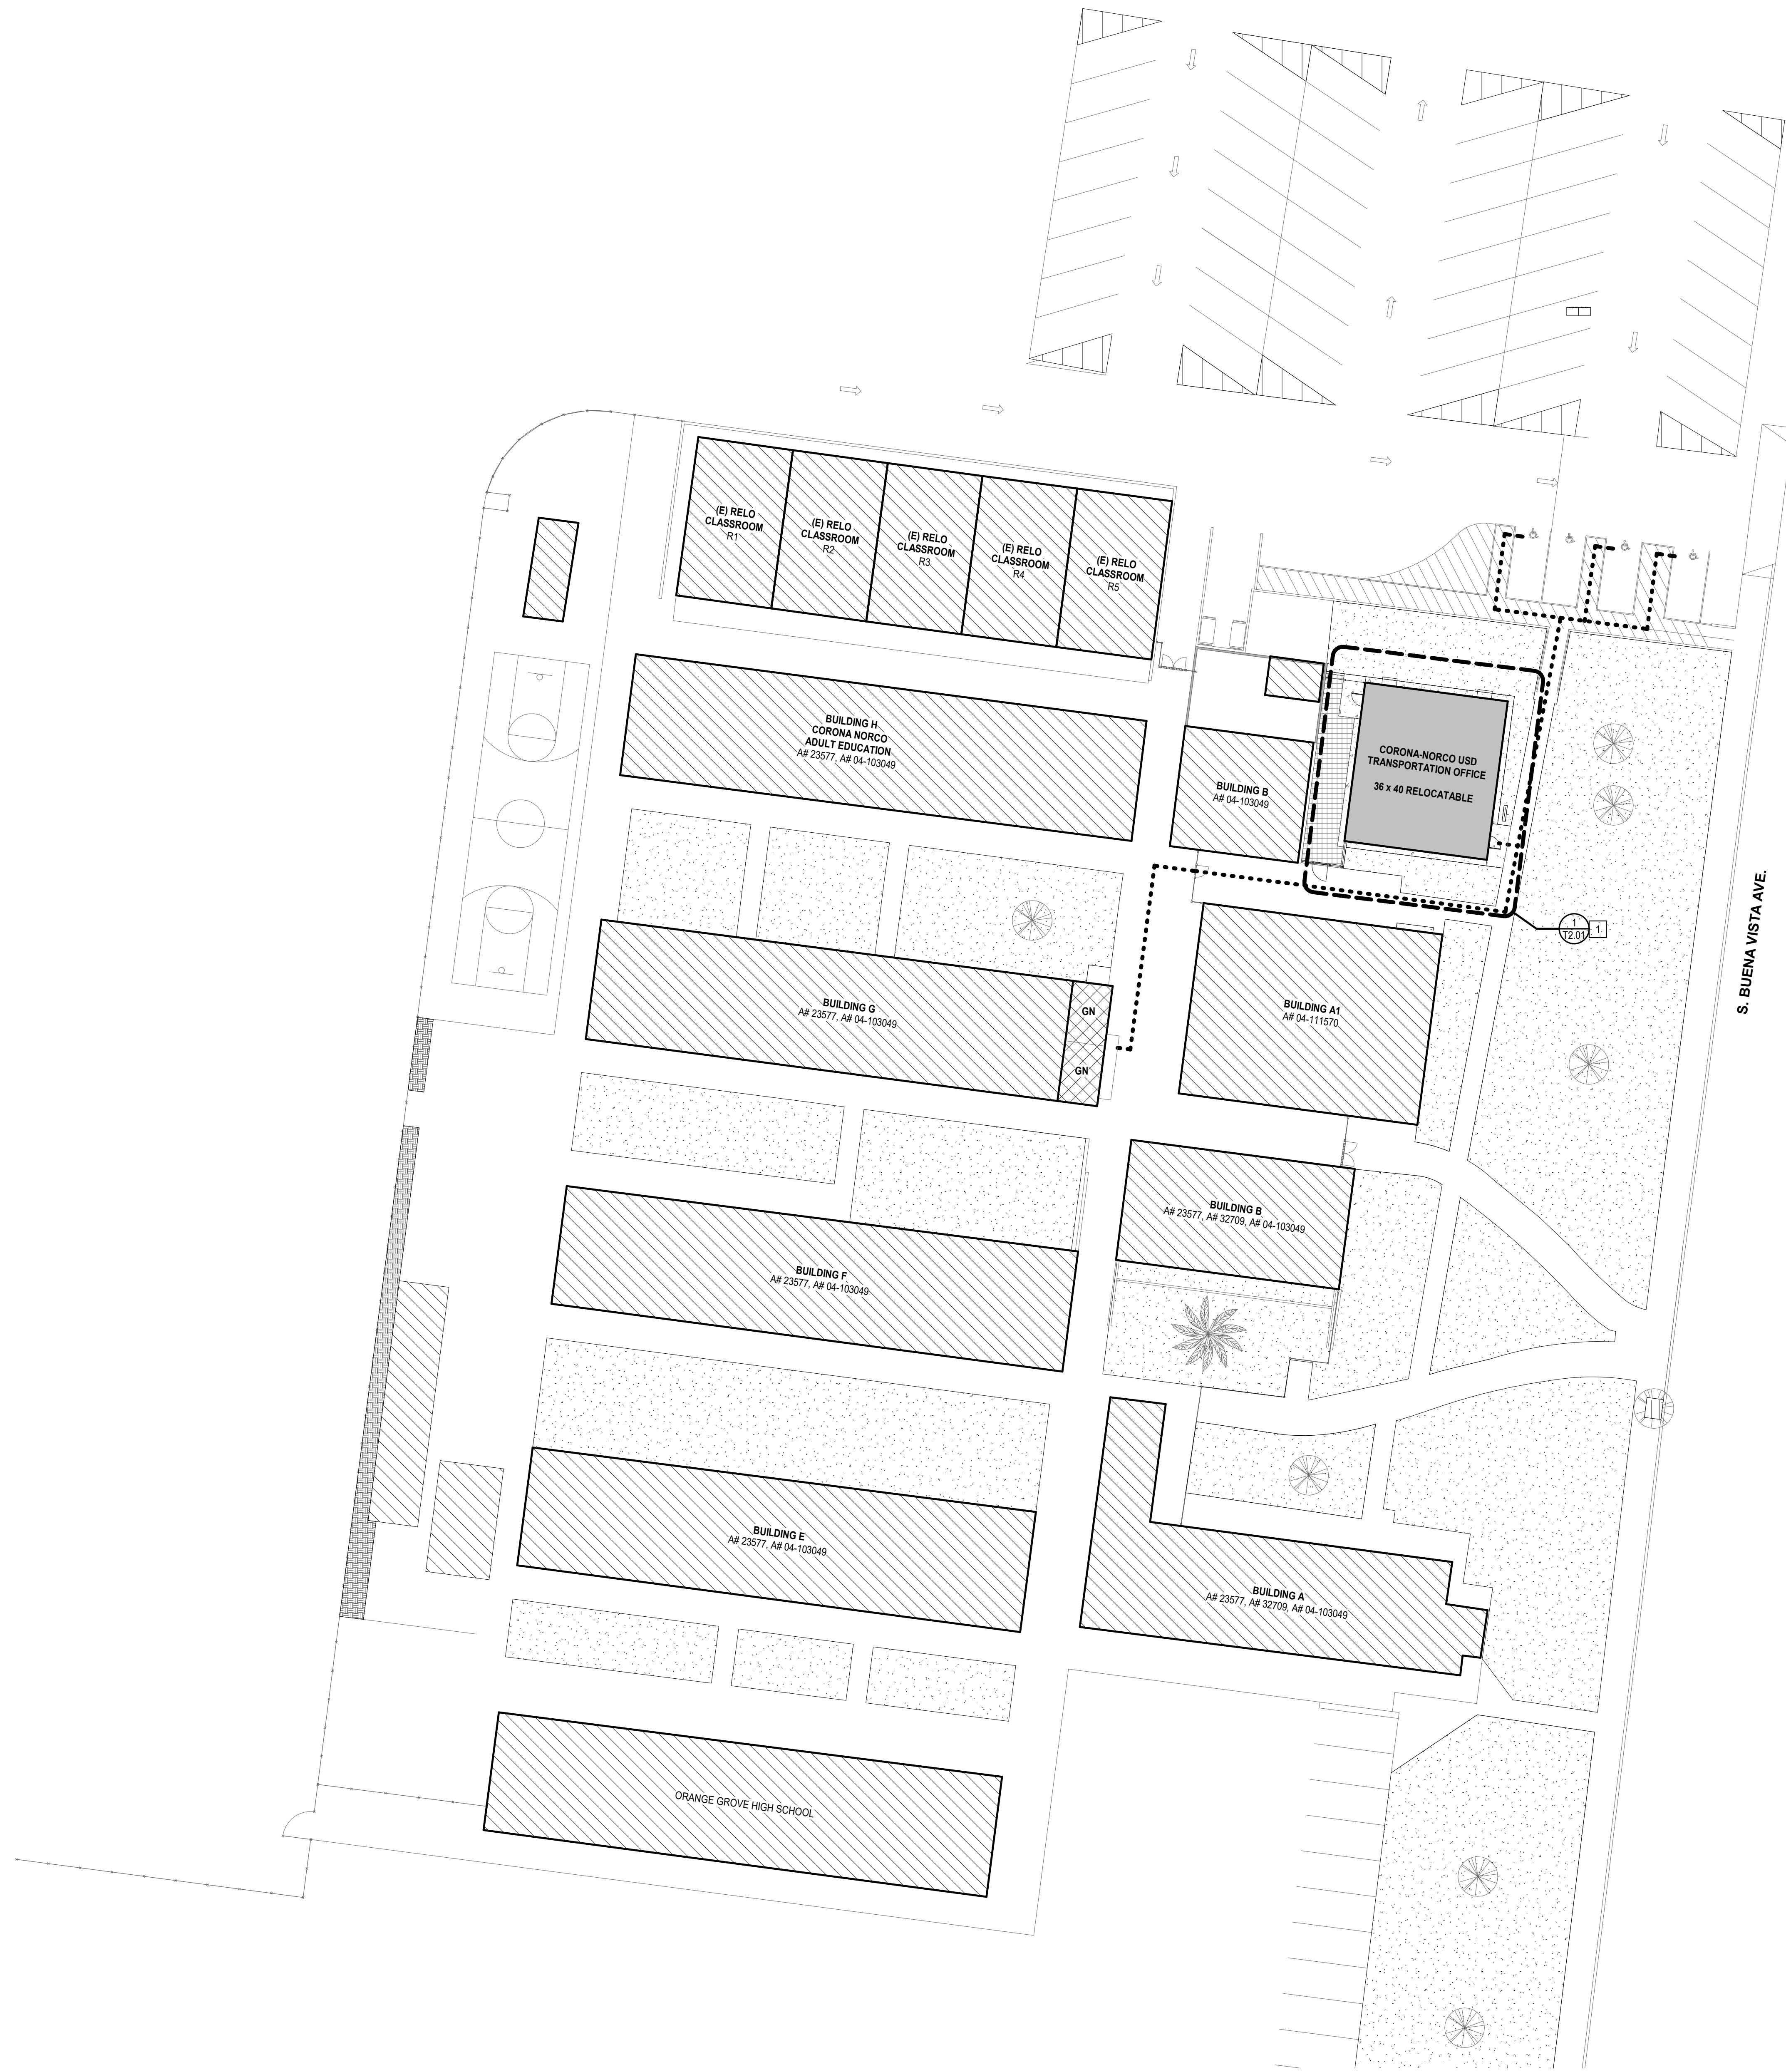 (E) RELO
CLASSROOM
R1
(E) RELO
CLASSROOM
R2
(E) RELO
CLASSROOM
R3
(E) RELO
CLASSROOM
R4
(E) RELO
CLASSROOM
R5
BUILDING H
CORONA NORCO
ADULT EDUCATION
A# 23577, A# 04-103049
BUILDING B
A# 04-103049
CORONA-NORCO USD
TRANSPORTATION OFFICE
36 x 40 RELOCATABLE
1
T2.01
1
S. BUENA VISTA AVE.
BUILDING G
A# 23577, A# 04-103049
GN
GN
BUILDING A1
A# 04-111570
BUILDING B
A# 23577, A# 32709, A# 04-103049
BUILDING F
A# 23577, A# 04-103049
BUILDING E
A# 23577, A# 04-103049
BUILDING A
A# 23577, A# 32709, A# 04-103049
ORANGE GROVE HIGH SCHOOL